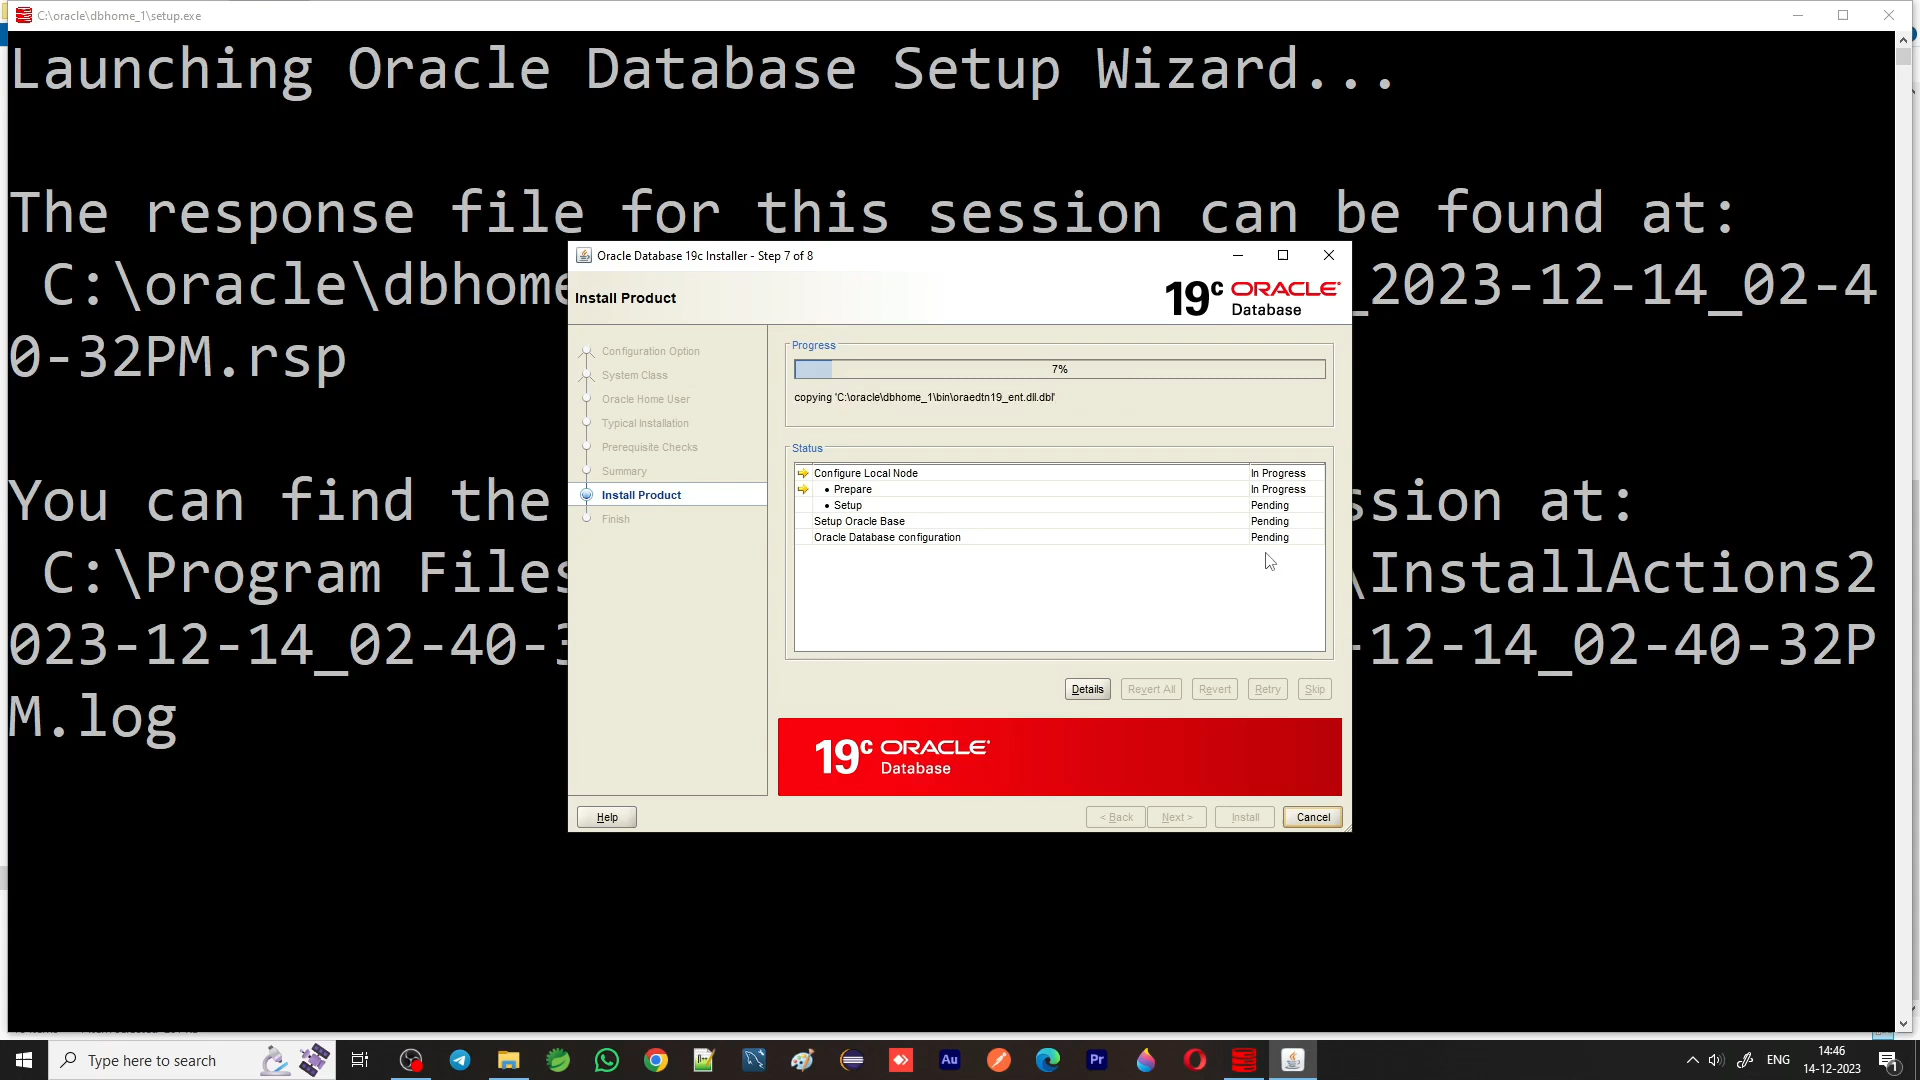 C:\oracle\dbhome_1\setup.exe
Launching Oracle Database Setup Wizard...
The response file for this session can be found at:
C:\oracle\dbhome
_2023-12-14_02-4
0-32PM.rsp
You can find the
ssion at:
C:\Program Files
\InstallActions2
023-12-14_02-40-3
-12-14_02-40-32P
M.log
Oracle Database 19c Installer - Step 7 of 8
Install Product
19c ORACLE
Database
Configuration Option
System Class
Oracle Home User
Typical Installation
Prerequisite Checks
Summary
Install Product
Finish
Progress
7%
copying 'C:\oracle\dbhome_1\bin\oraedtn19_ent.dll.dbl'
Status
Configure Local Node In Progress
• Prepare In Progress
• Setup Pending
Setup Oracle Base Pending
Oracle Database configuration Pending
Details Revert All Revert Retry Skip
19c ORACLE
Database
Help < Back Next > Install Cancel
Type here to search
Au
Pr
ENG
14:46
14-12-2023
1